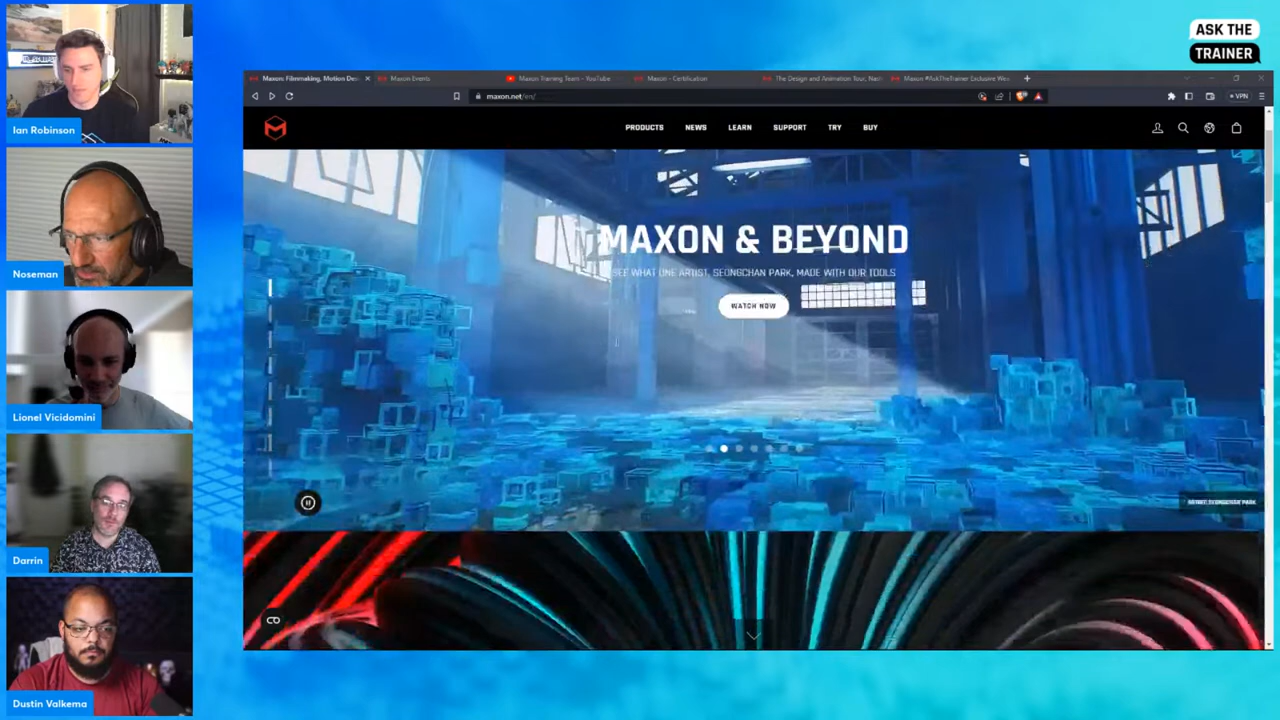 Ian Robinson
Noseman
Lionel Vicidomini
Darrin
Dustin Valkema
ASK THE
TRAINER
Maxon: Filmmaking, Motion Des
Maxon Events
Maxon Training Team - YouTube
Maxon - Certification
The Design and Animation Tour, Nash
Maxon #AskTheTrainer Exclusive We
maxon.net/en/
VPN
PRODUCTS NEWS LEARN SUPPORT TRY BUY
MAXON & BEYOND
SEE WHAT ONE ARTIST, SEONGCHAN PARK, MADE WITH OUR TOOLS
WATCH NOW
ARTIST: SEONGCHAN PARK